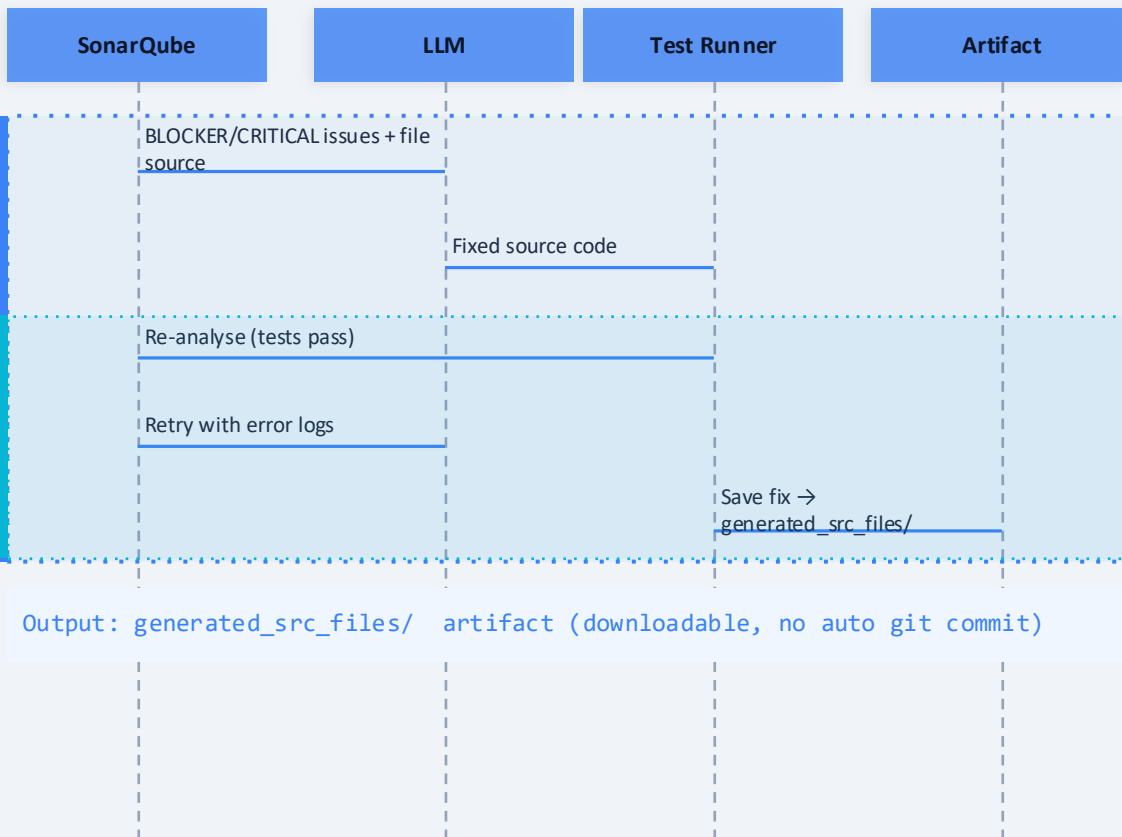 SonarQube
LLM
Test Runner
Artifact
BLOCKER/CRITICAL issues + file
source
Fixed source code
Re-analyse (tests pass)
Retry with error logs
Save fix →
generated_src_files/
Output: generated_src_files/  artifact (downloadable, no auto git commit)